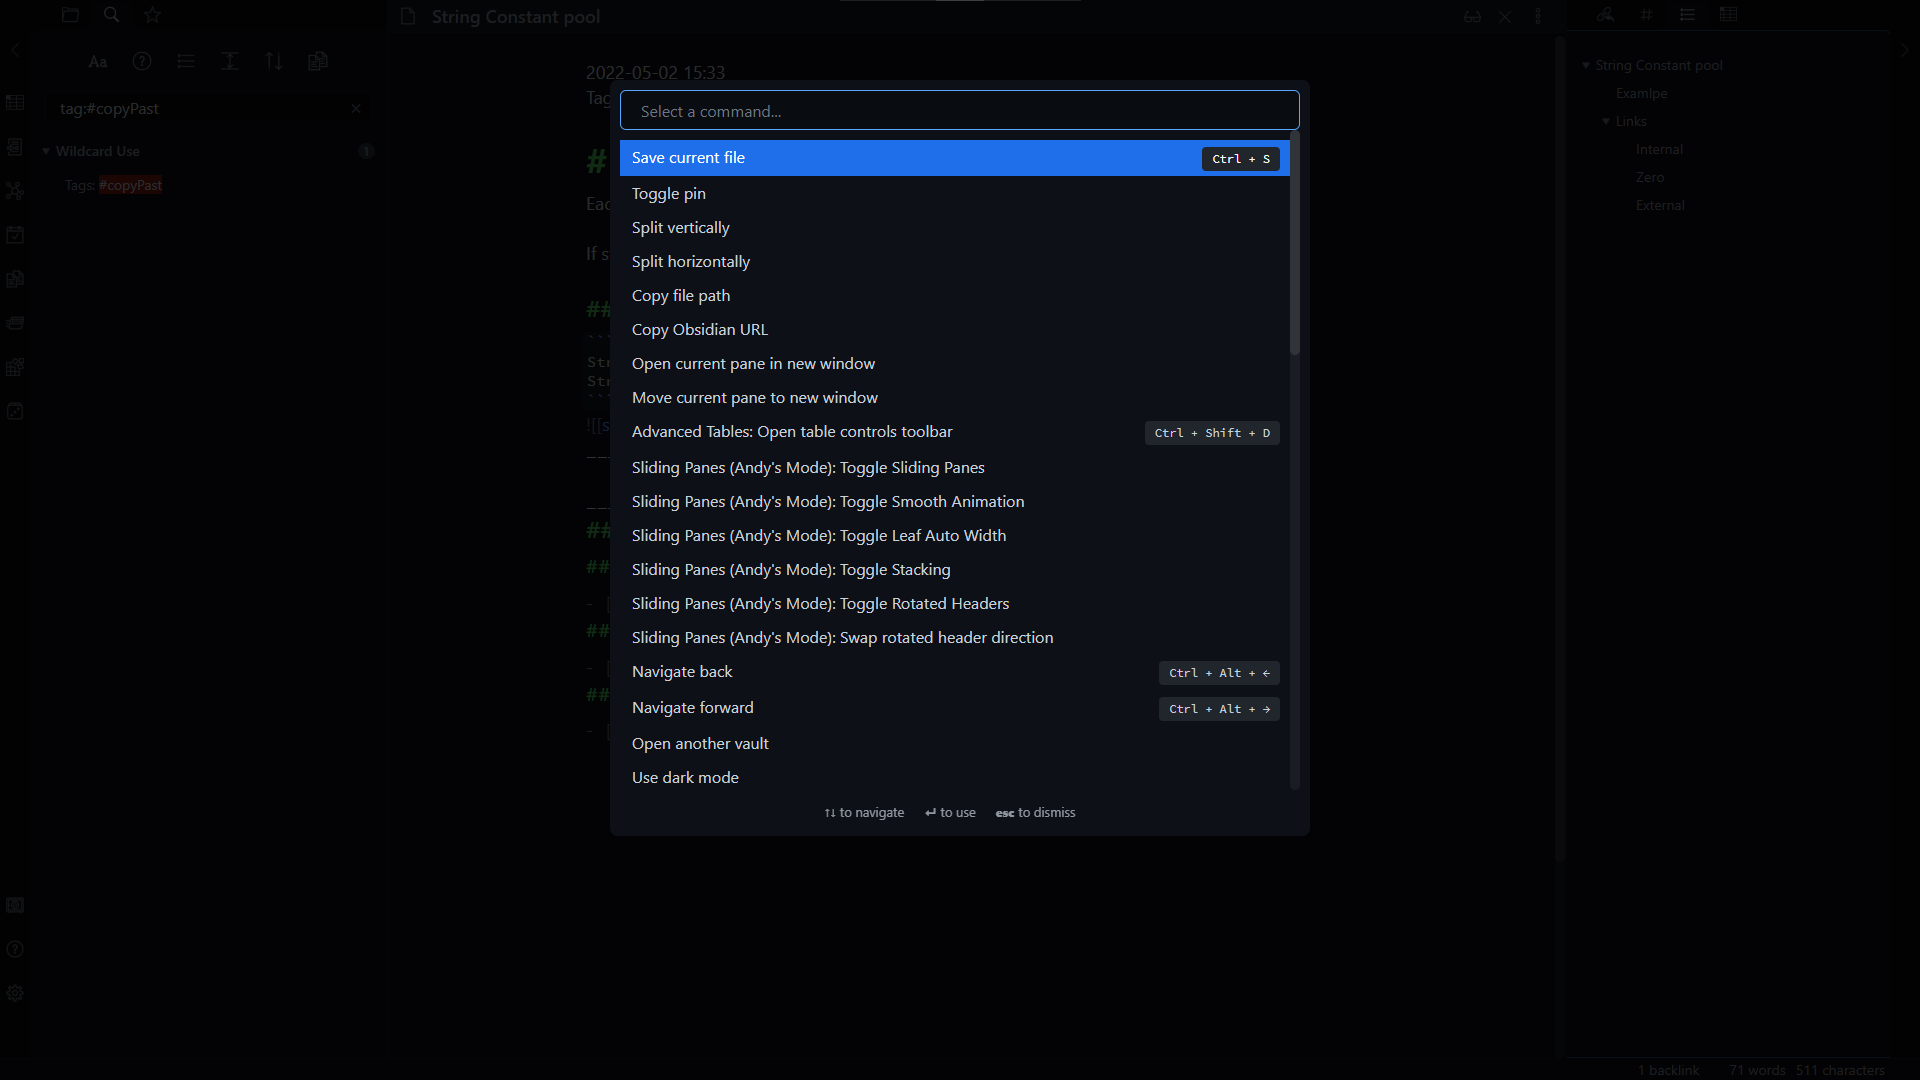 String Constant pool
Aa
tag:#copyPast
Wildcard Use 1
Tags: #copyPast
2022-05-02 15:33
Tag
#
Eac
If s
##
```
Str
Str
```
![[s
---
---
##
##
- [
##
- [
##
- [
Select a command...
Save current file Ctrl + S
Toggle pin
Split vertically
Split horizontally
Copy file path
Copy Obsidian URL
Open current pane in new window
Move current pane to new window
Advanced Tables: Open table controls toolbar Ctrl + Shift + D
Sliding Panes (Andy's Mode): Toggle Sliding Panes
Sliding Panes (Andy's Mode): Toggle Smooth Animation
Sliding Panes (Andy's Mode): Toggle Leaf Auto Width
Sliding Panes (Andy's Mode): Toggle Stacking
Sliding Panes (Andy's Mode): Toggle Rotated Headers
Sliding Panes (Andy's Mode): Swap rotated header direction
Navigate back Ctrl + Alt + ←
Navigate forward Ctrl + Alt + →
Open another vault
Use dark mode
↑↓ to navigate ↵ to use esc to dismiss
String Constant pool
Examlpe
Links
Internal
Zero
External
1 backlink 71 words 511 characters